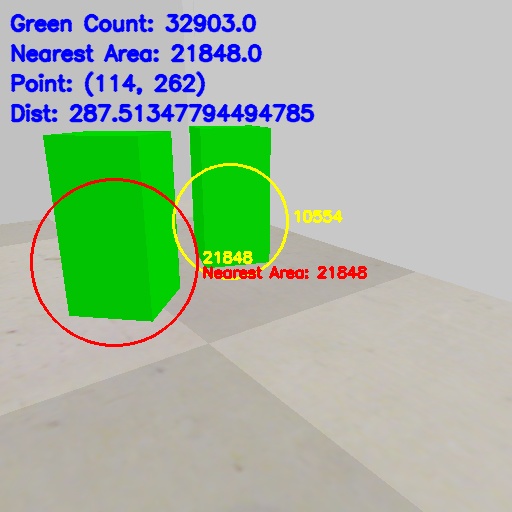 Green Count: 32903.0
Nearest Area: 21848.0
Point: (114, 262)
Dist: 287.51347794494785
10554
21848
Nearest Area: 21848